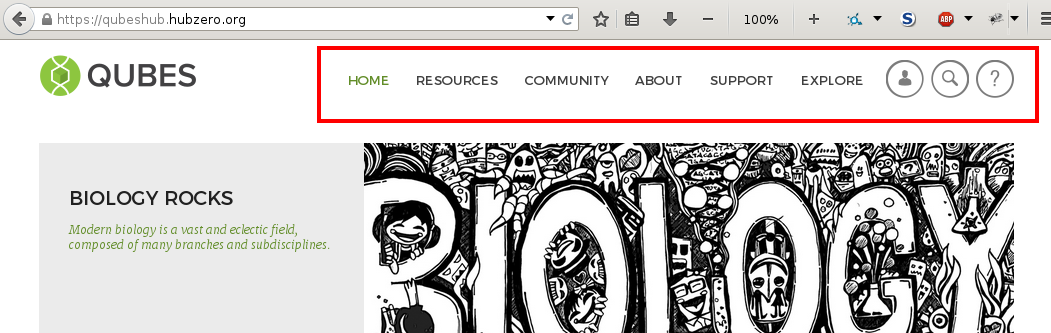 https://qubeshub.hubzero.org 100% S ABP
QUBES HOME RESOURCES COMMUNITY ABOUT SUPPORT EXPLORE ?
BIOLOGY ROCKS
Modern biology is a vast and eclectic field,
composed of many branches and subdisciplines.
BIOLOGY